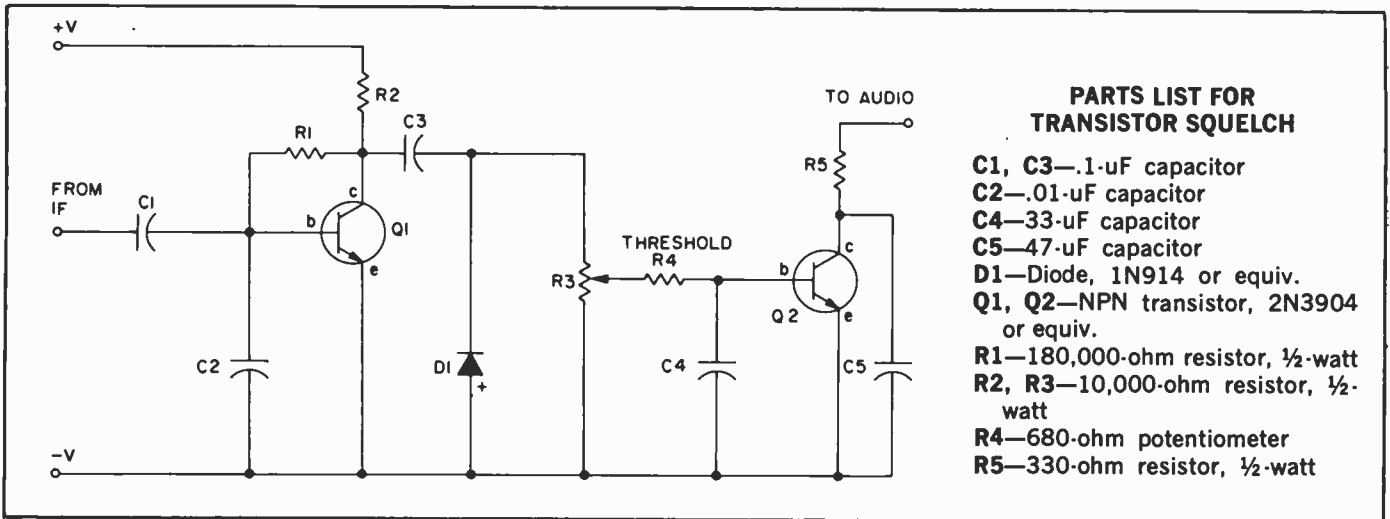 +V
R2
TO AUDIO
C3
R1
R5
FROM
IF
C1
c
b
Q1
e
THRESHOLD
R4
R3
c
b
Q2
e
C2
D1
+
C4
C5
-V
PARTS LIST FOR
TRANSISTOR SQUELCH
C1, C3—.1-uF capacitor
C2—.01-uF capacitor
C4—33-uF capacitor
C5—47-uF capacitor
D1—Diode, 1N914 or equiv.
Q1, Q2—NPN transistor, 2N3904
or equiv.
R1—180,000-ohm resistor, ½-watt
R2, R3—10,000-ohm resistor, ½-
watt
R4—680-ohm potentiometer
R5—330-ohm resistor, ½-watt